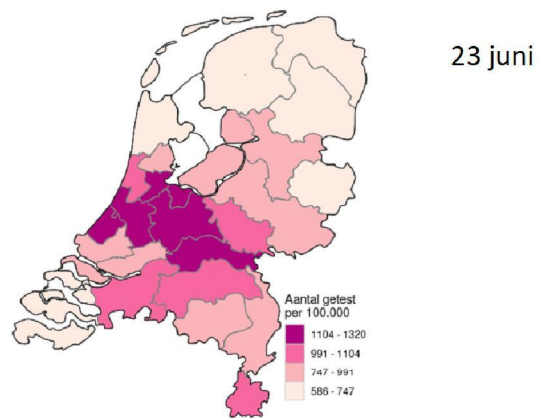 23 juni
Aantal getest
per 100.000
1104 - 1320
991 - 1104
747 - 991
586 - 747